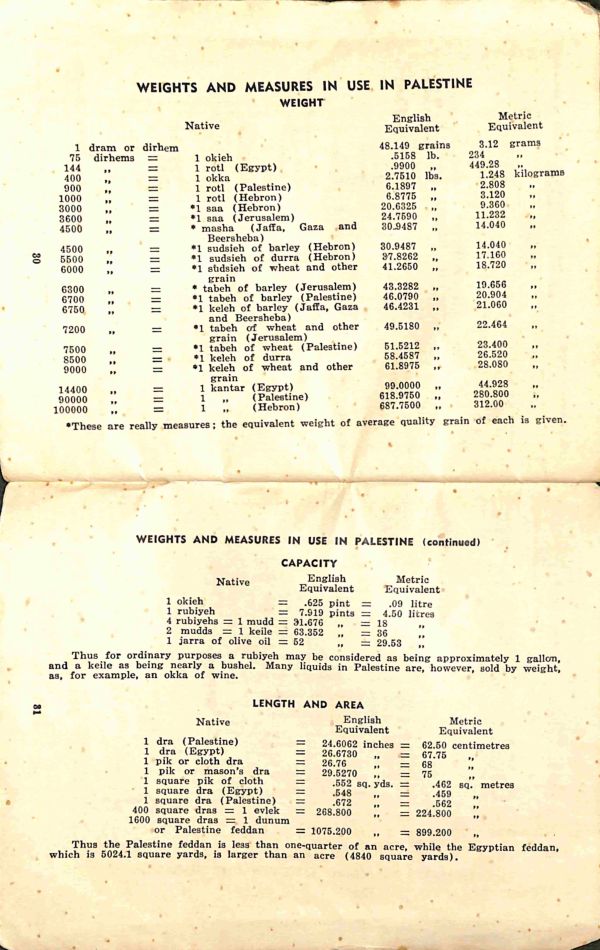 WEIGHTS AND MEASURES IN USE IN PALESTINE
WEIGHT
Native English Equivalent Metric Equivalent
1 dram or dirhem 48.149 grains 3.12 grams
75 dirhems = 1 okieh .5158 lb. 234 „
144 „ = 1 rotl (Egypt) .9900 „ 449.28 „
400 „ = 1 okka 2.7510 lbs. 1.248 kilograms
900 „ = 1 rotl (Palestine) 6.1897 „ 2.808 „
1000 „ = 1 rotl (Hebron) 6.8775 „ 3.120 „
3000 „ = *1 saa (Hebron) 20.6325 „ 9.360 „
3600 „ = *1 saa (Jerusalem) 24.7590 „ 11.232 „
4500 „ = * masha (Jaffa, Gaza and 30.9487 „ 14.040 „
Beersheba)
4500 „ = *1 sudsieh of barley (Hebron) 30.9487 „ 14.040 „
5500 „ = *1 sudsieh of durra (Hebron) 37.8262 „ 17.160 „
6000 „ = *1 sudsieh of wheat and other 41.2650 „ 18.720 „
grain
6300 „ = * tabeh of barley (Jerusalem) 43.3282 „ 19.656 „
6700 „ = *1 tabeh of barley (Palestine) 46.0790 „ 20.904 „
6750 „ = *1 keleh of barley (Jaffa, Gaza 46.4231 „ 21.060 „
and Beersheba)
7200 „ = *1 tabeh of wheat and other 49.5180 „ 22.464 „
grain (Jerusalem)
7500 „ = *1 tabeh of wheat (Palestine) 51.5212 „ 23.400 „
8500 „ = *1 keleh of durra 58.4587 „ 26.520 „
9000 „ = *1 keleh of wheat and other 61.8975 „ 28.080 „
grain
14400 „ = 1 kantar (Egypt) 99.0000 „ 44.928 „
90000 „ = 1 „ (Palestine) 618.9750 „ 280.800 „
100000 „ = 1 „ (Hebron) 687.7500 „ 312.00 „
*These are really measures; the equivalent weight of average quality grain of each is given.
30
WEIGHTS AND MEASURES IN USE IN PALESTINE (continued)
CAPACITY
Native English Equivalent Metric Equivalent
1 okieh = .625 pint = .09 litre
1 rubiyeh = 7.919 pints = 4.50 litres
4 rubiyehs = 1 mudd = 31.676 „ = 18 „
2 mudds = 1 keile = 63.352 „ = 36 „
1 jarra of olive oil = 52 „ = 29.53 „
Thus for ordinary purposes a rubiyeh may be considered as being approximately 1 gallon,
and a keile as being nearly a bushel. Many liquids in Palestine are, however, sold by weight,
as, for example, an okka of wine.
LENGTH AND AREA
Native English Equivalent Metric Equivalent
1 dra (Palestine) = 24.6062 inches = 62.50 centimetres
1 dra (Egypt) = 26.6730 „ = 67.75 „
1 pik or cloth dra = 26.76 „ = 68 „
1 pik or mason's dra = 29.5270 „ = 75 „
1 square pik of cloth = .552 sq. yds. = .462 sq. metres
1 square dra (Egypt) = .548 „ = .459 „
1 square dra (Palestine) = .672 „ = .562 „
400 square dras = 1 evlek = 268.800 „ = 224.800 „
1600 square dras = 1 dunum
or Palestine feddan = 1075.200 „ = 899.200 „
Thus the Palestine feddan is less than one-quarter of an acre, while the Egyptian feddan,
which is 5024.1 square yards, is larger than an acre (4840 square yards).
31